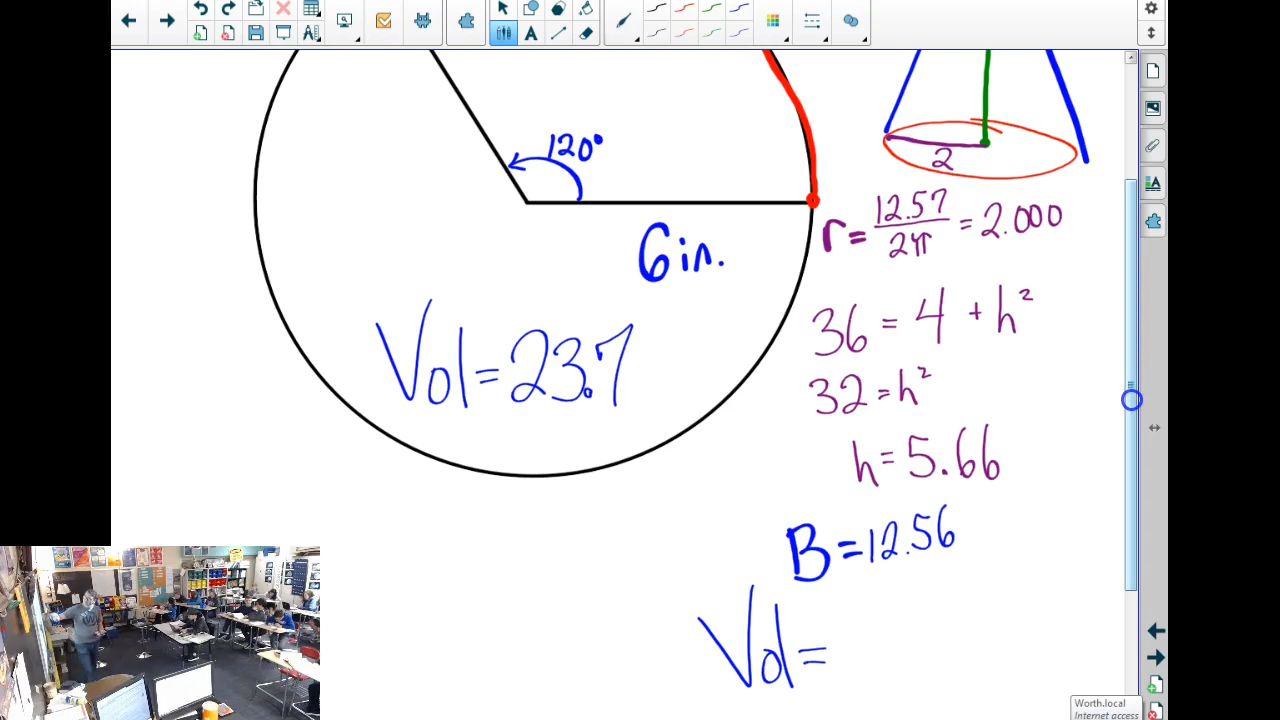 120°
2
r = 12.57 / 2π = 2.000
6 in.
36 = 4 + h²
Vol = 23.7
32 = h²
h = 5.66
B = 12.56
Vol =
Worth.local
Internet access